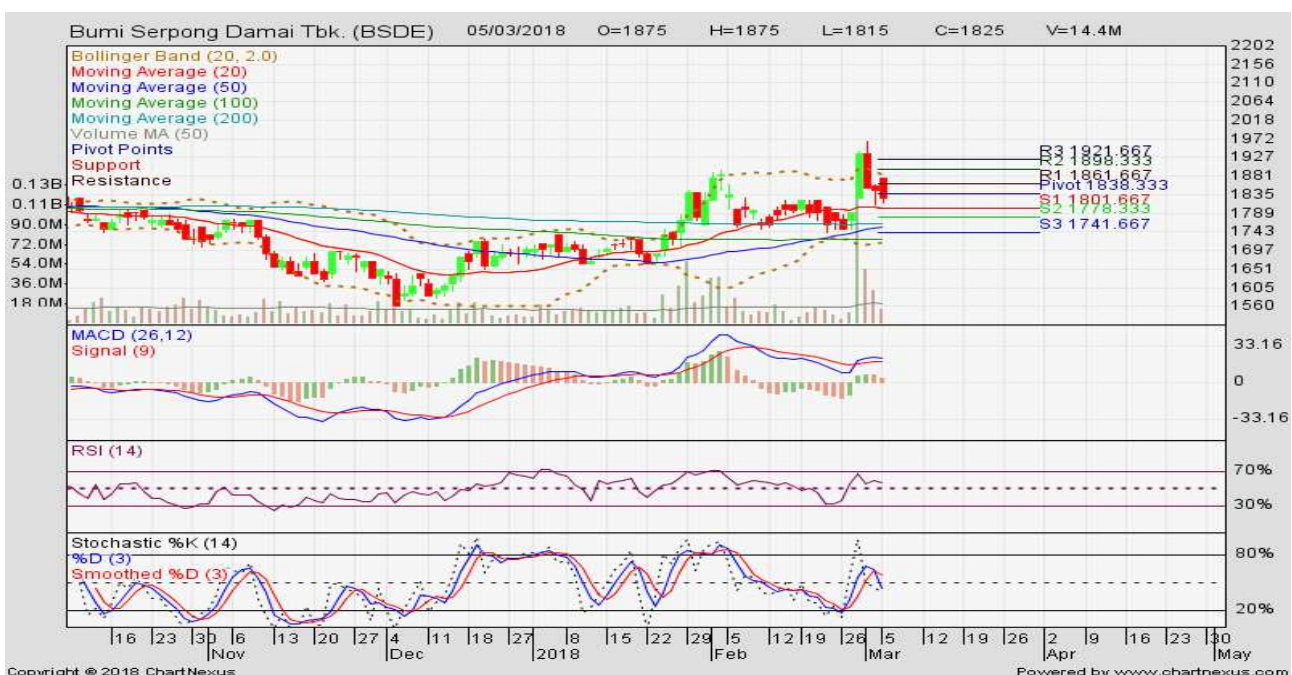 Bumi Serpong Damai Tbk. (BSDE) 05/03/2018 O=1875 H=1875 L=1815 C=1825 V=14.4M
Bollinger Band (20, 2.0)
Moving Average (20)
Moving Average (50)
Moving Average (100)
Moving Average (200)
Volume MA (50)
Pivot Points
Support
Resistance
0.13B
0.11B
90.0M
72.0M
54.0M
36.0M
18.0M
R3 1921.667
R2 1898.333
R1 1861.667
Pivot 1838.333
S1 1801.667
S2 1778.333
S3 1741.667
2202
2156
2110
2064
2018
1972
1927
1881
1835
1789
1743
1697
1651
1605
1560
MACD (26,12)
Signal (9)
33.16
0
-33.16
RSI (14)
70%
30%
Stochastic %K (14)
%D (3)
Smoothed %D (3)
80%
20%
16 23 30 6 13 20 27 4 11 18 27 8 15 22 29 5 12 19 26 5 12 19 26 2 9 16 23 30
Nov Dec 2018 Feb Mar Apr May
Copyright © 2018 ChartNexus Powered by www.chartnexus.com